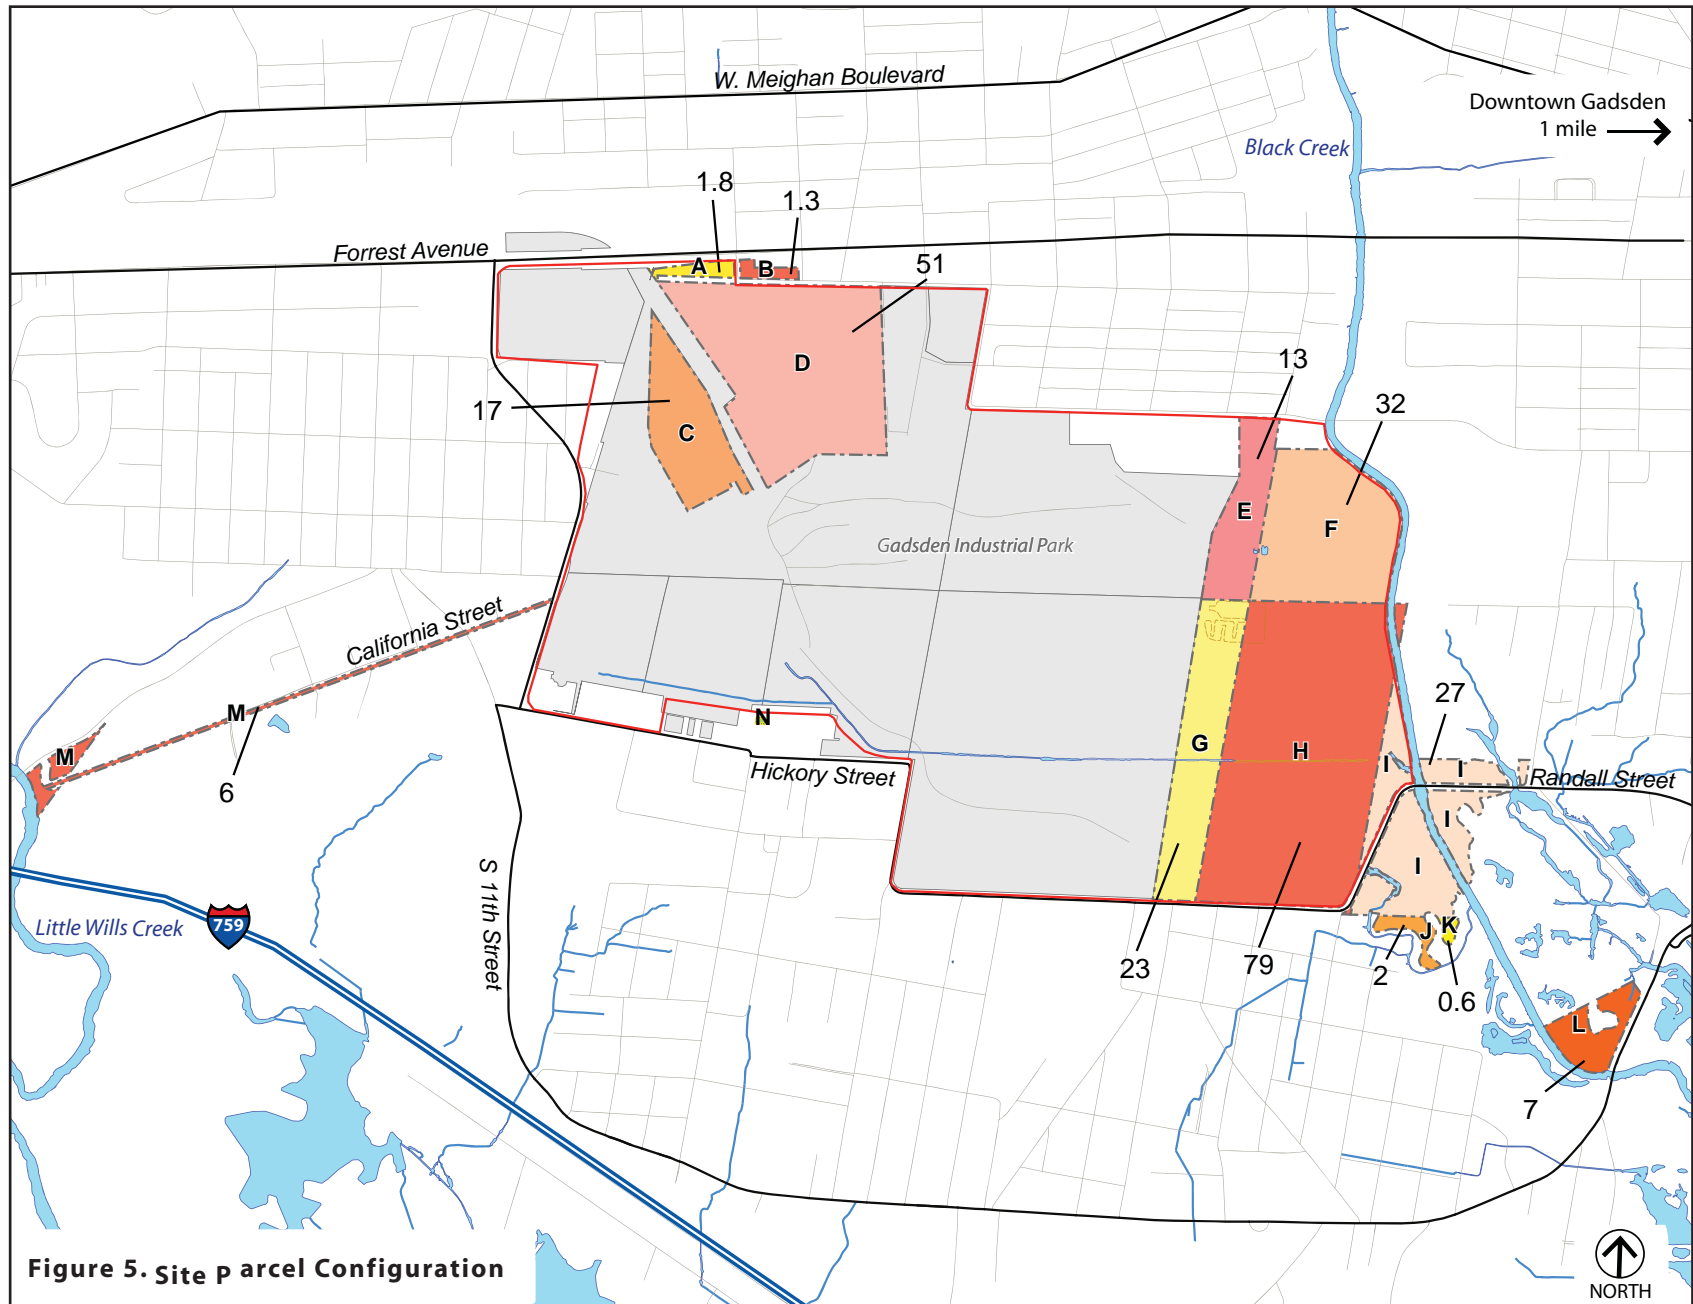 W. Meighan Boulevard
Downtown Gadsden
1 mile
Black Creek
1.8
1.3
Forrest Avenue
A
B
51
D
13
32
17
C
E
F
Gadsden Industrial Park
California Street
M
N
27
M
G
H
I
I
Randall Street
6
Hickory Street
I
S 11th Street
I
Little Wills Creek
759
J
K
23
79
2
0.6
L
7
Figure 5. Site P arcel Configuration
NORTH